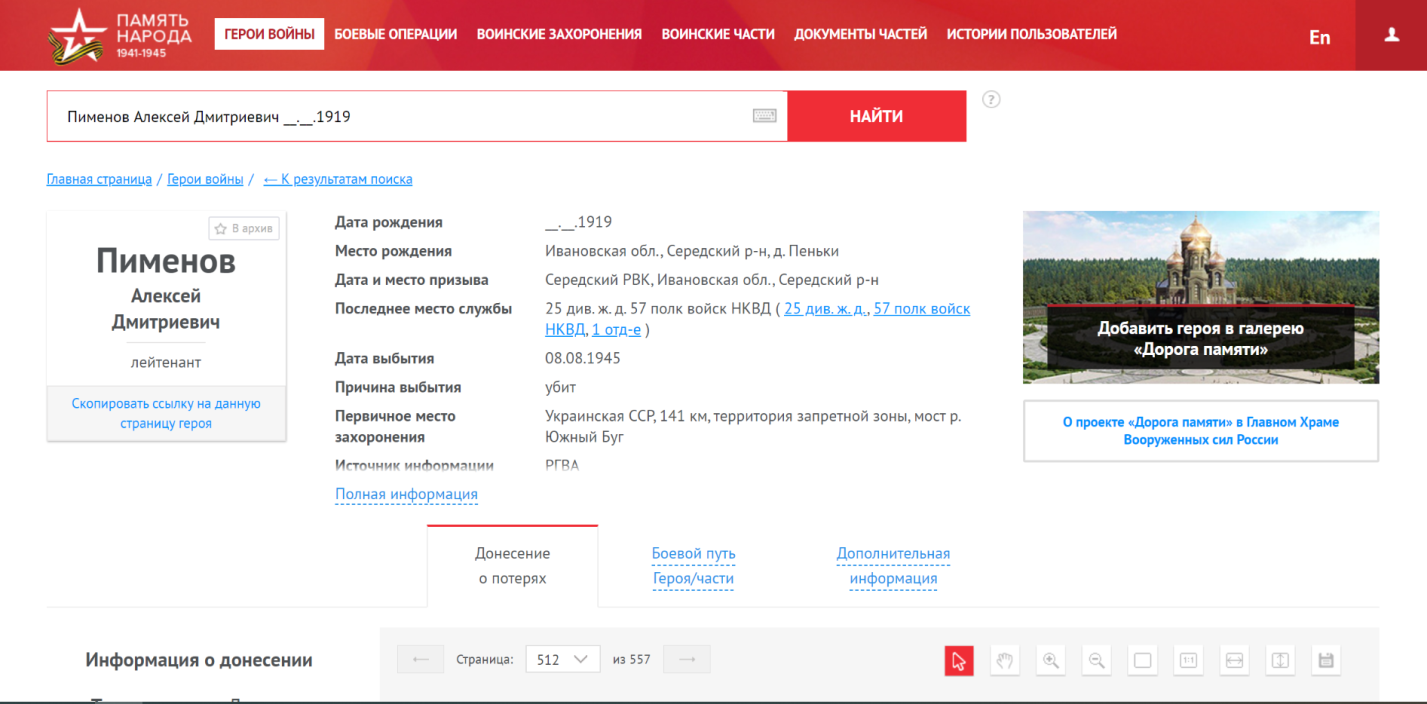 ПАМЯТЬ
НАРОДА
1941-1945
ГЕРОИ ВОЙНЫ БОЕВЫЕ ОПЕРАЦИИ ВОИНСКИЕ ЗАХОРОНЕНИЯ ВОИНСКИЕ ЧАСТИ ДОКУМЕНТЫ ЧАСТЕЙ ИСТОРИИ ПОЛЬЗОВАТЕЛЕЙ
En
Пименов Алексей Дмитриевич __.__.1919
НАЙТИ
?
Главная страница / Герои войны / ← К результатам поиска
В архив
Пименов
Алексей
Дмитриевич
лейтенант
Скопировать ссылку на данную
страницу героя
Дата рождения __.__.1919
Место рождения Ивановская обл., Середский р-н, д. Пеньки
Дата и место призыва Середский РВК, Ивановская обл., Середский р-н
Последнее место службы 25 див. ж. д. 57 полк войск НКВД ( 25 див. ж. д., 57 полк войск
НКВД, 1 отд-е )
Дата выбытия 08.08.1945
Причина выбытия убит
Первичное место Украинская ССР, 141 км, территория запретной зоны, мост р.
захоронения Южный Буг
Источник информации РГВА
Полная информация
Добавить героя в галерею
«Дорога памяти»
О проекте «Дорога памяти» в Главном Храме
Вооруженных сил России
Донесение
о потерях
Боевой путь
Героя/части
Дополнительная
информация
Информация о донесении
← Страница: 512 из 557 →
1:1